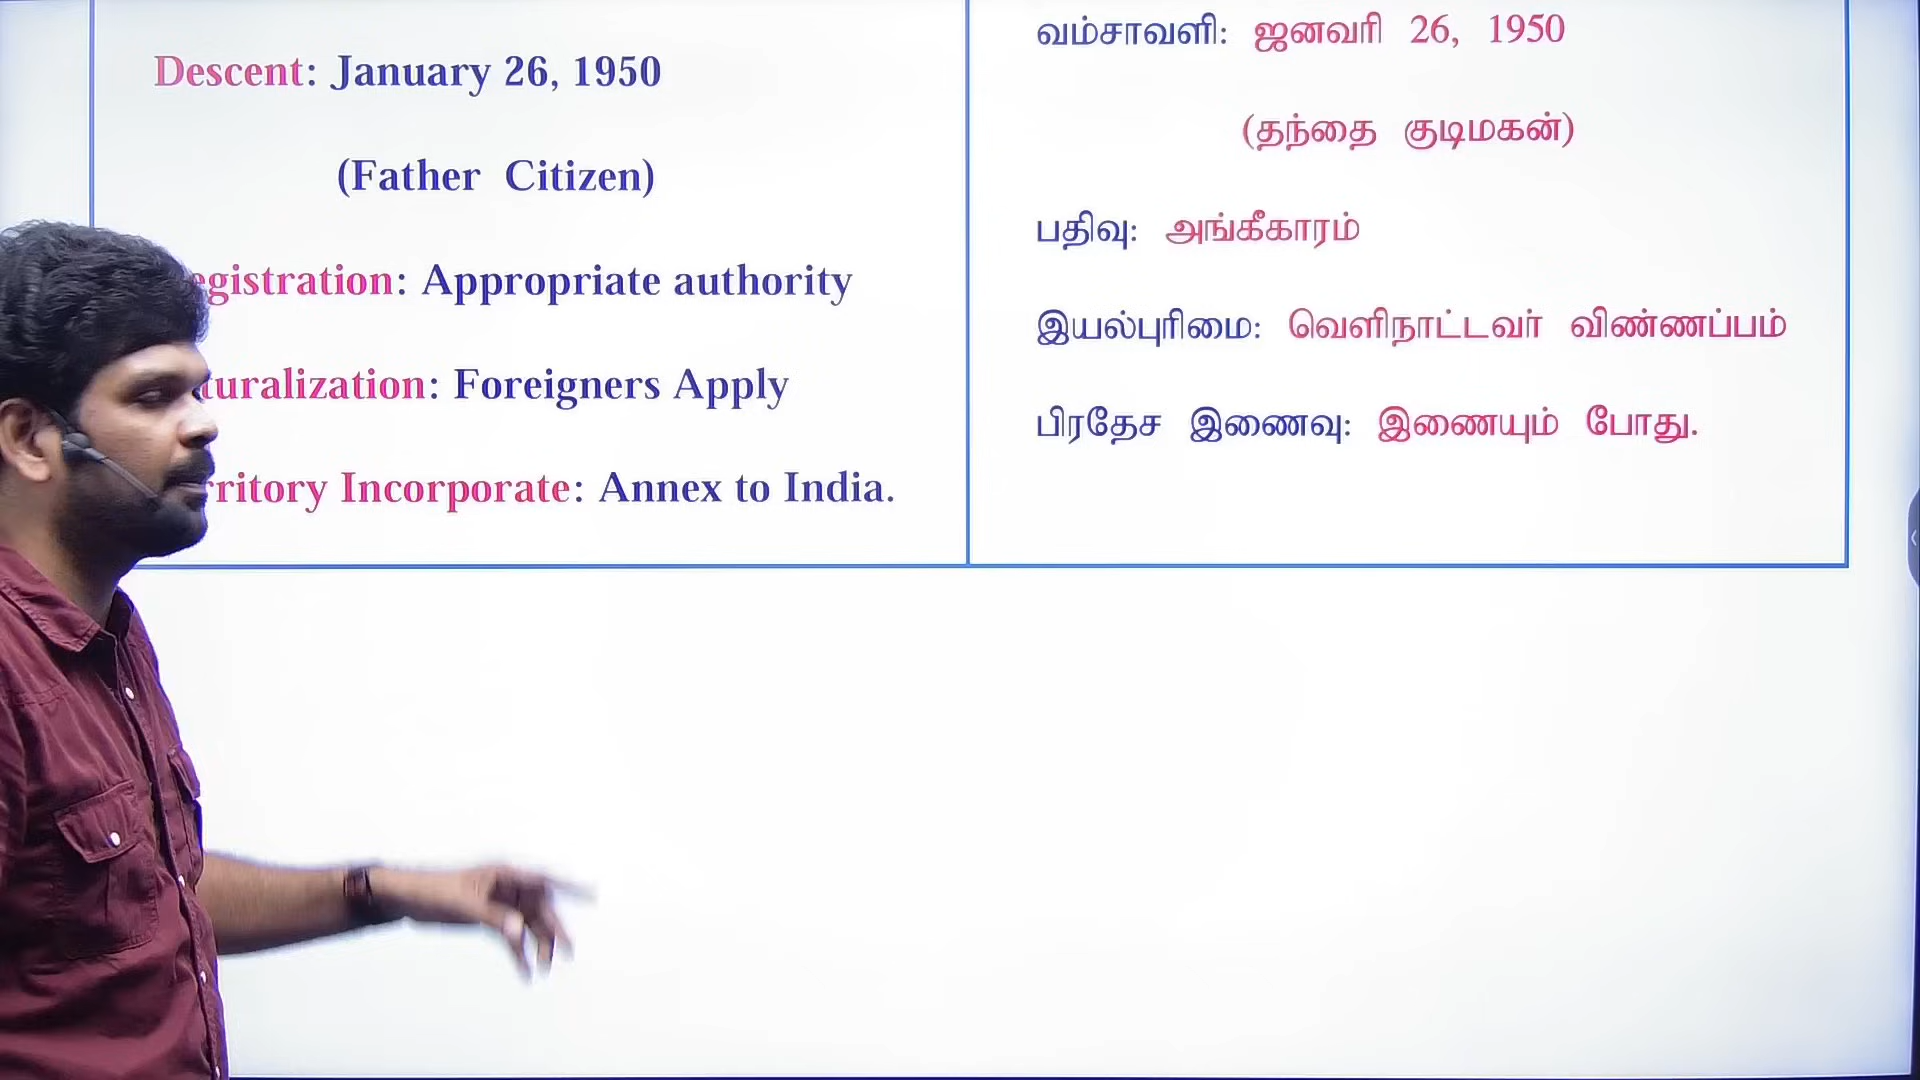 Descent: January 26, 1950
(Father Citizen)
egistration: Appropriate authority
turalization: Foreigners Apply
rritory Incorporate: Annex to India.
வம்சாவளி: ஜனவரி 26, 1950
(தந்தை குடிமகன்)
பதிவு: அங்கீகாரம்
இயல்புரிமை: வெளிநாட்டவர் விண்ணப்பம்
பிரதேச இணைவு: இணையும் போது.